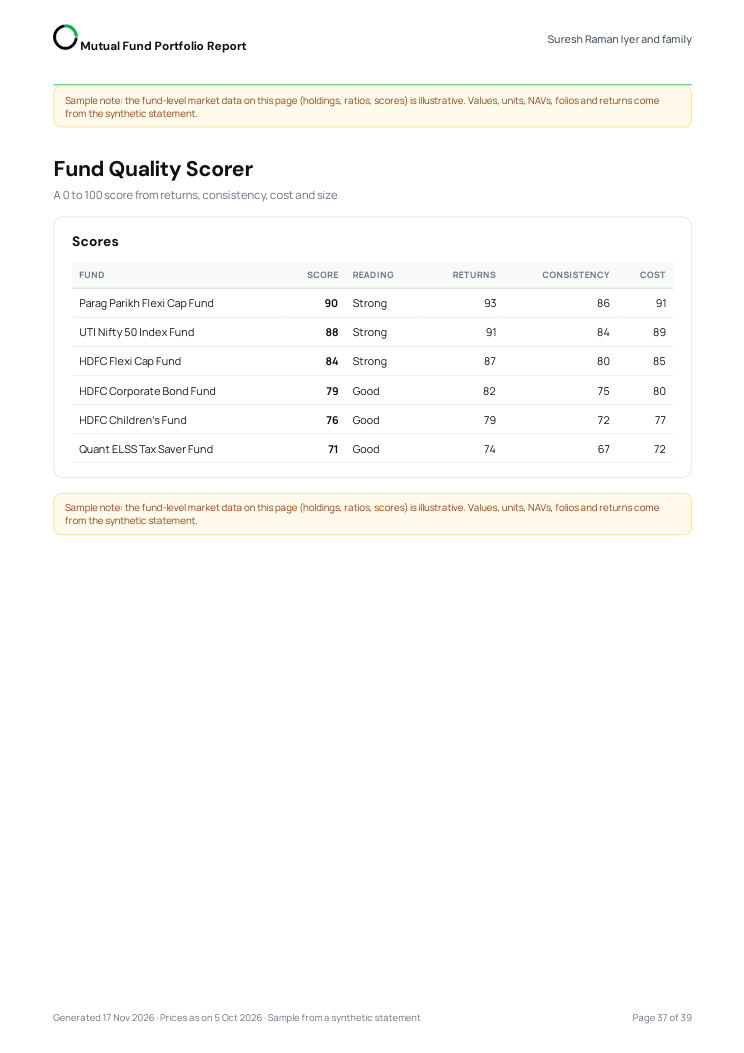 Mutual Fund Portfolio Report
Suresh Raman Iyer and family
Sample note: the fund-level market data on this page (holdings, ratios, scores) is illustrative. Values, units, NAVs, folios and returns come
from the synthetic statement.
Fund Quality Scorer
A 0 to 100 score from returns, consistency, cost and size
Scores
FUND SCORE READING RETURNS CONSISTENCY COST
Parag Parikh Flexi Cap Fund 90 Strong 93 86 91
UTI Nifty 50 Index Fund 88 Strong 91 84 89
HDFC Flexi Cap Fund 84 Strong 87 80 85
HDFC Corporate Bond Fund 79 Good 82 75 80
HDFC Children's Fund 76 Good 79 72 77
Quant ELSS Tax Saver Fund 71 Good 74 67 72
Sample note: the fund-level market data on this page (holdings, ratios, scores) is illustrative. Values, units, NAVs, folios and returns come
from the synthetic statement.
Generated 17 Nov 2026 · Prices as on 5 Oct 2026 · Sample from a synthetic statement
Page 37 of 39